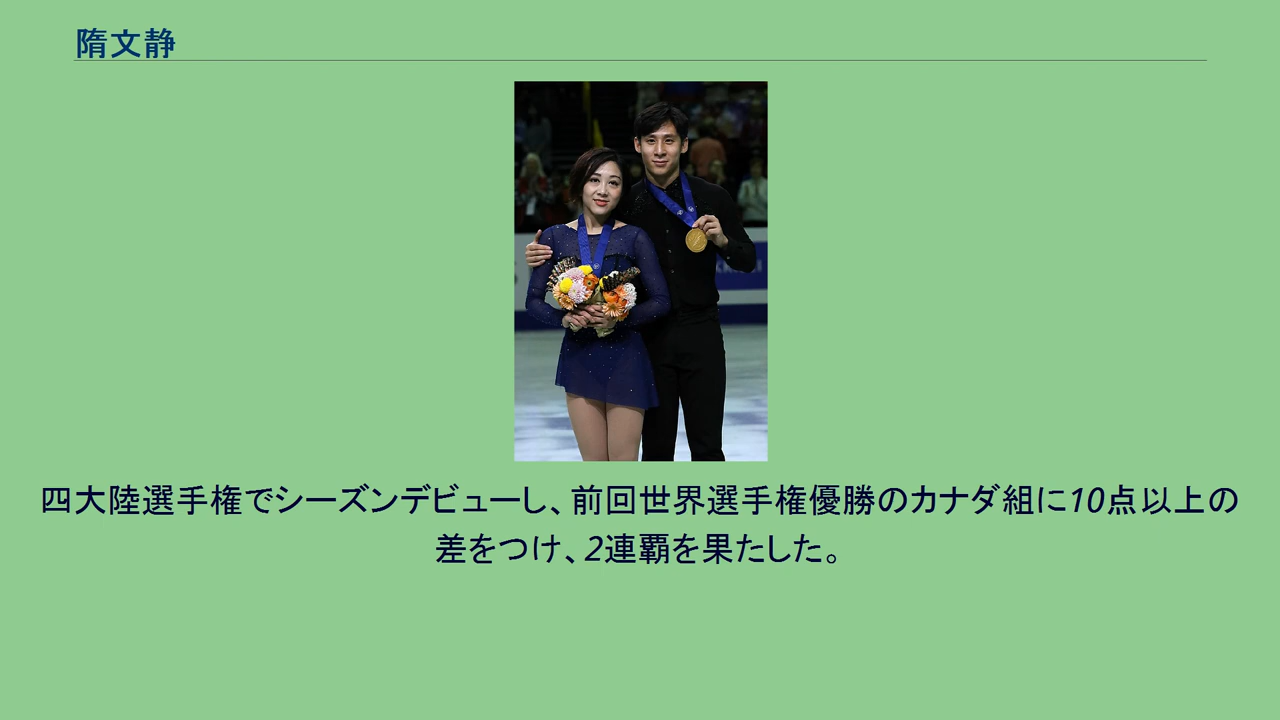 隋文静
四大陸選手権でシーズンデビューし、前回世界選手権優勝のカナダ組に10点以上の
差をつけ、2連覇を果たした。